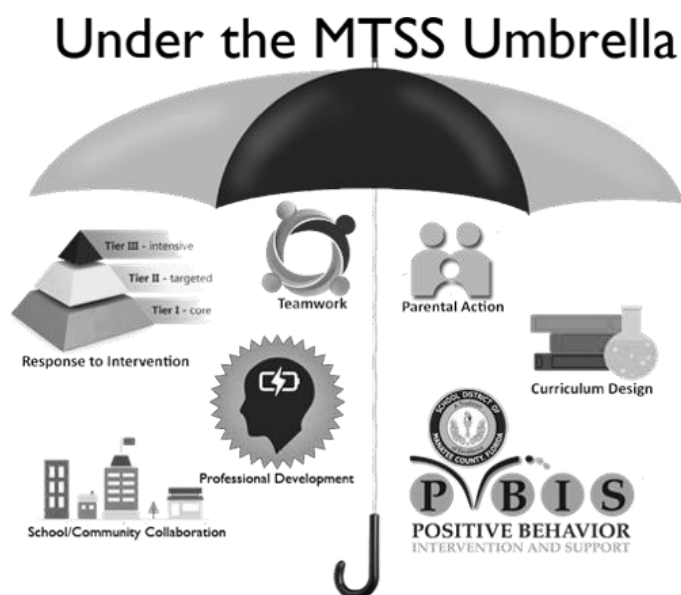 Under the MTSS Umbrella
Tier III - intensive
Tier II - targeted
Tier I - core
Response to Intervention
Teamwork
Parental Action
Curriculum Design
Professional Development
School/Community Collaboration
SCHOOL DISTRICT OF
MANATEE COUNTY, FLORIDA
PBIS
POSITIVE BEHAVIOR
INTERVENTION AND SUPPORT